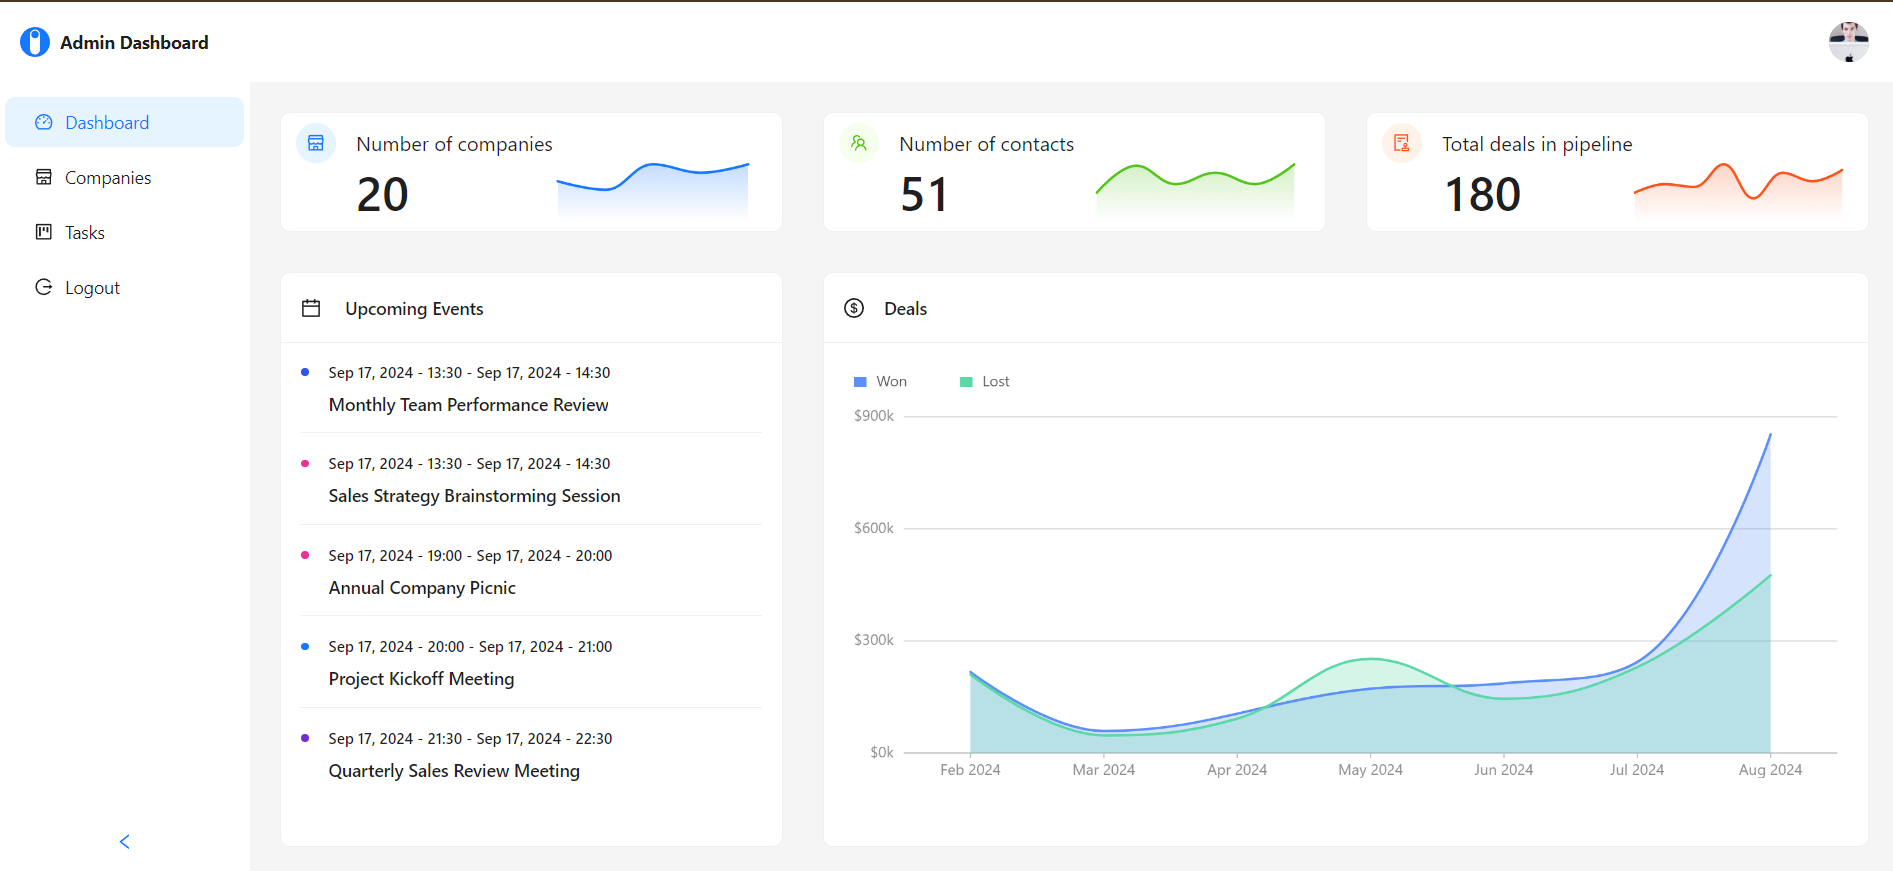 Admin Dashboard
Dashboard
Companies
Tasks
Logout
Number of companies
20
Number of contacts
51
Total deals in pipeline
180
Upcoming Events
Sep 17, 2024 - 13:30 - Sep 17, 2024 - 14:30
Monthly Team Performance Review
Sep 17, 2024 - 13:30 - Sep 17, 2024 - 14:30
Sales Strategy Brainstorming Session
Sep 17, 2024 - 19:00 - Sep 17, 2024 - 20:00
Annual Company Picnic
Sep 17, 2024 - 20:00 - Sep 17, 2024 - 21:00
Project Kickoff Meeting
Sep 17, 2024 - 21:30 - Sep 17, 2024 - 22:30
Quarterly Sales Review Meeting
Deals
Won Lost
$900k
$600k
$300k
$0k
Feb 2024 Mar 2024 Apr 2024 May 2024 Jun 2024 Jul 2024 Aug 2024